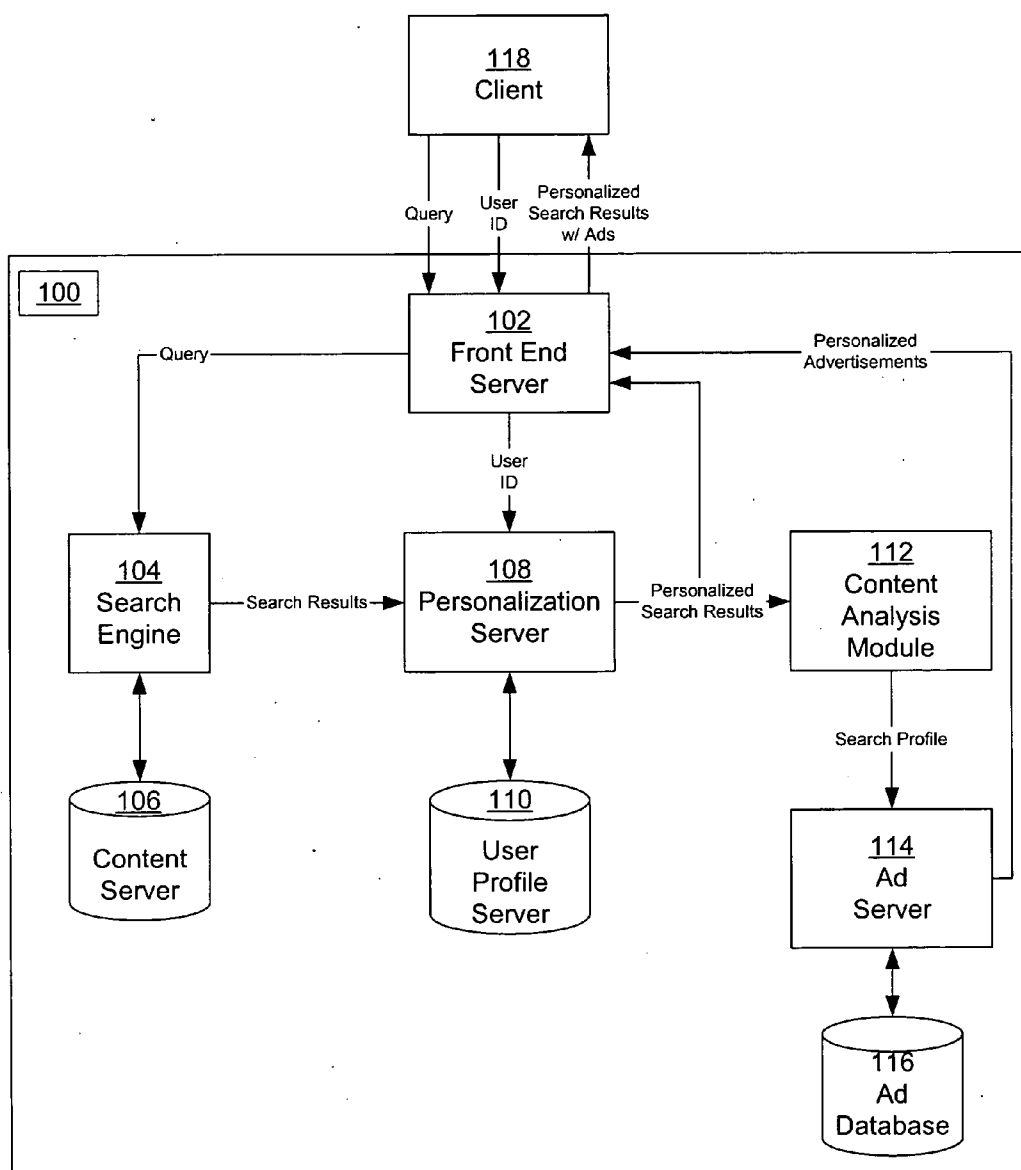 118
Client
Query
User
ID
Personalized
Search Results
w/ Ads
100
102
Front End
Server
Query
Personalized
Advertisements
User
ID
104
Search
Engine
Search Results
108
Personalization
Server
Personalized
Search Results
112
Content
Analysis
Module
Search Profile
106
Content
Server
110
User
Profile
Server
114
Ad
Server
116
Ad
Database